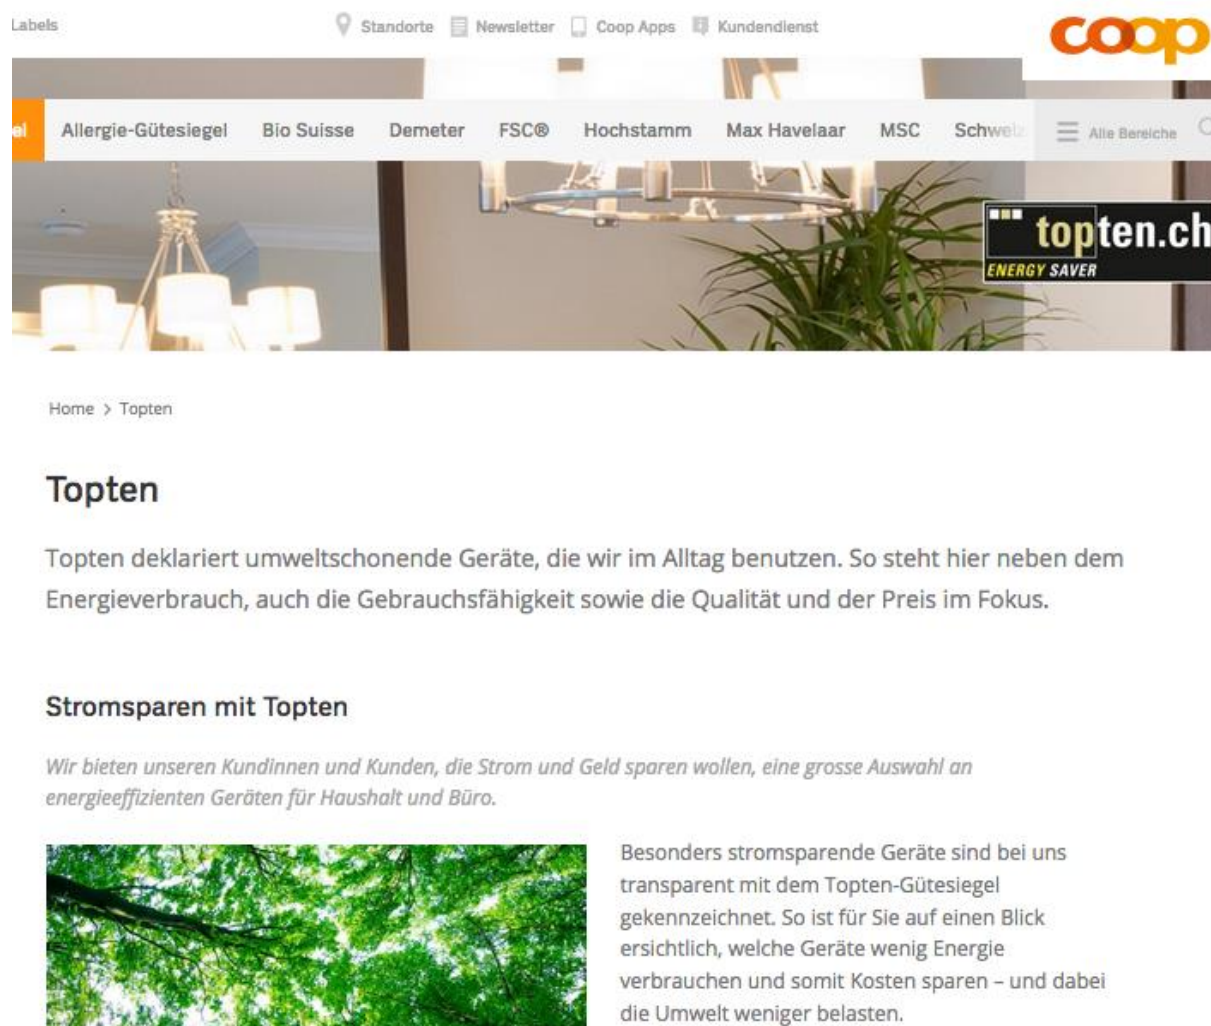 Labels
Standorte Newsletter Coop Apps Kundendienst
coop
el Allergie-Gütesiegel Bio Suisse Demeter FSC® Hochstamm Max Havelaar MSC Schweiz Alle Bereiche
topten.ch
ENERGY SAVER
Home > Topten
Topten
Topten deklariert umweltschonende Geräte, die wir im Alltag benutzen. So steht hier neben dem
Energieverbrauch, auch die Gebrauchsfähigkeit sowie die Qualität und der Preis im Fokus.
Stromsparen mit Topten
Wir bieten unseren Kundinnen und Kunden, die Strom und Geld sparen wollen, eine grosse Auswahl an
energieeffizienten Geräten für Haushalt und Büro.
Besonders stromsparende Geräte sind bei uns
transparent mit dem Topten-Gütesiegel
gekennzeichnet. So ist für Sie auf einen Blick
ersichtlich, welche Geräte wenig Energie
verbrauchen und somit Kosten sparen – und dabei
die Umwelt weniger belasten.